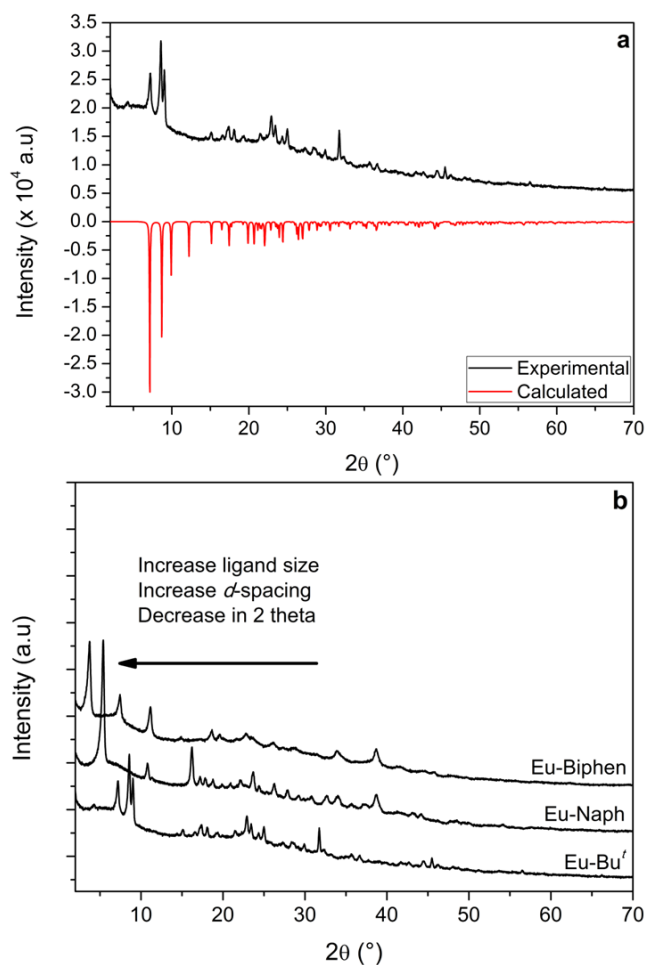 a
3.5
3.0
2.5
2.0
1.5
1.0
0.5
0.0
-0.5
-1.0
-1.5
-2.0
-2.5
-3.0
Intensity (x 10⁴ a.u)
Experimental
Calculated
10 20 30 40 50 60 70
2θ (°)
b
Increase ligand size
Increase d-spacing
Decrease in 2 theta
Intensity (a.u)
Eu-Biphen
Eu-Naph
Eu-Buᵗ
10 20 30 40 50 60 70
2θ (°)